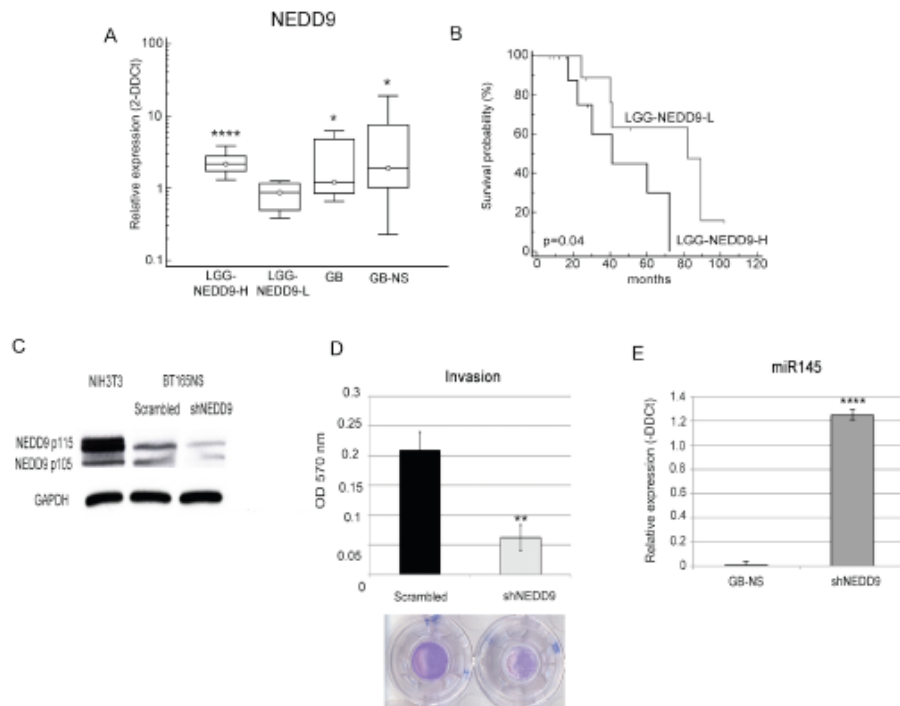 NEDD9
A
Relative expression (2-DDCt)
100
10
1
0.1
****
*
*
LGG-
NEDD9-H
LGG-
NEDD9-L
GB
GB-NS
B
Survival probability (%)
100
80
60
40
20
0
LGG-NEDD9-L
LGG-NEDD9-H
p=0.04
0 20 40 60 80 100 120
months
C
NIH3T3
BT165NS
Scrambled
shNEDD9
NEDD9 p115
NEDD9 p105
GAPDH
D
Invasion
OD 570 nm
0.3
0.25
0.2
0.15
0.1
0.05
0
**
Scrambled
shNEDD9
E
miR145
Relative expression (-DDCt)
1.4
1.2
1
0.8
0.6
0.4
0.2
0
****
GB-NS
shNEDD9